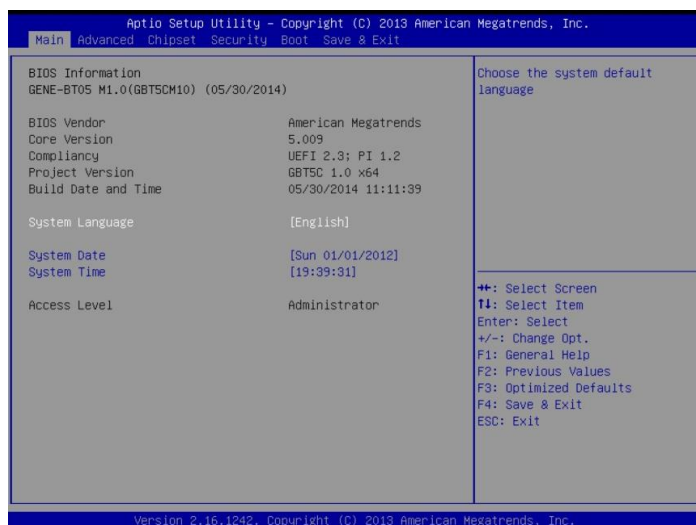 Aptio Setup Utility – Copyright (C) 2013 American Megatrends, Inc.
Main Advanced Chipset Security Boot Save & Exit
BIOS Information
GENE-BT05 M1.0(GBT5CM10) (05/30/2014)
BIOS Vendor American Megatrends
Core Version 5.009
Compliancy UEFI 2.3; PI 1.2
Project Version GBT5C 1.0 x64
Build Date and Time 05/30/2014 11:11:39
System Language [English]
System Date [Sun 01/01/2012]
System Time [19:39:31]
Access Level Administrator
Choose the system default
language
→←: Select Screen
↑↓: Select Item
Enter: Select
+/-: Change Opt.
F1: General Help
F2: Previous Values
F3: Optimized Defaults
F4: Save & Exit
ESC: Exit
Version 2.16.1242. Copyright (C) 2013 American Megatrends, Inc.